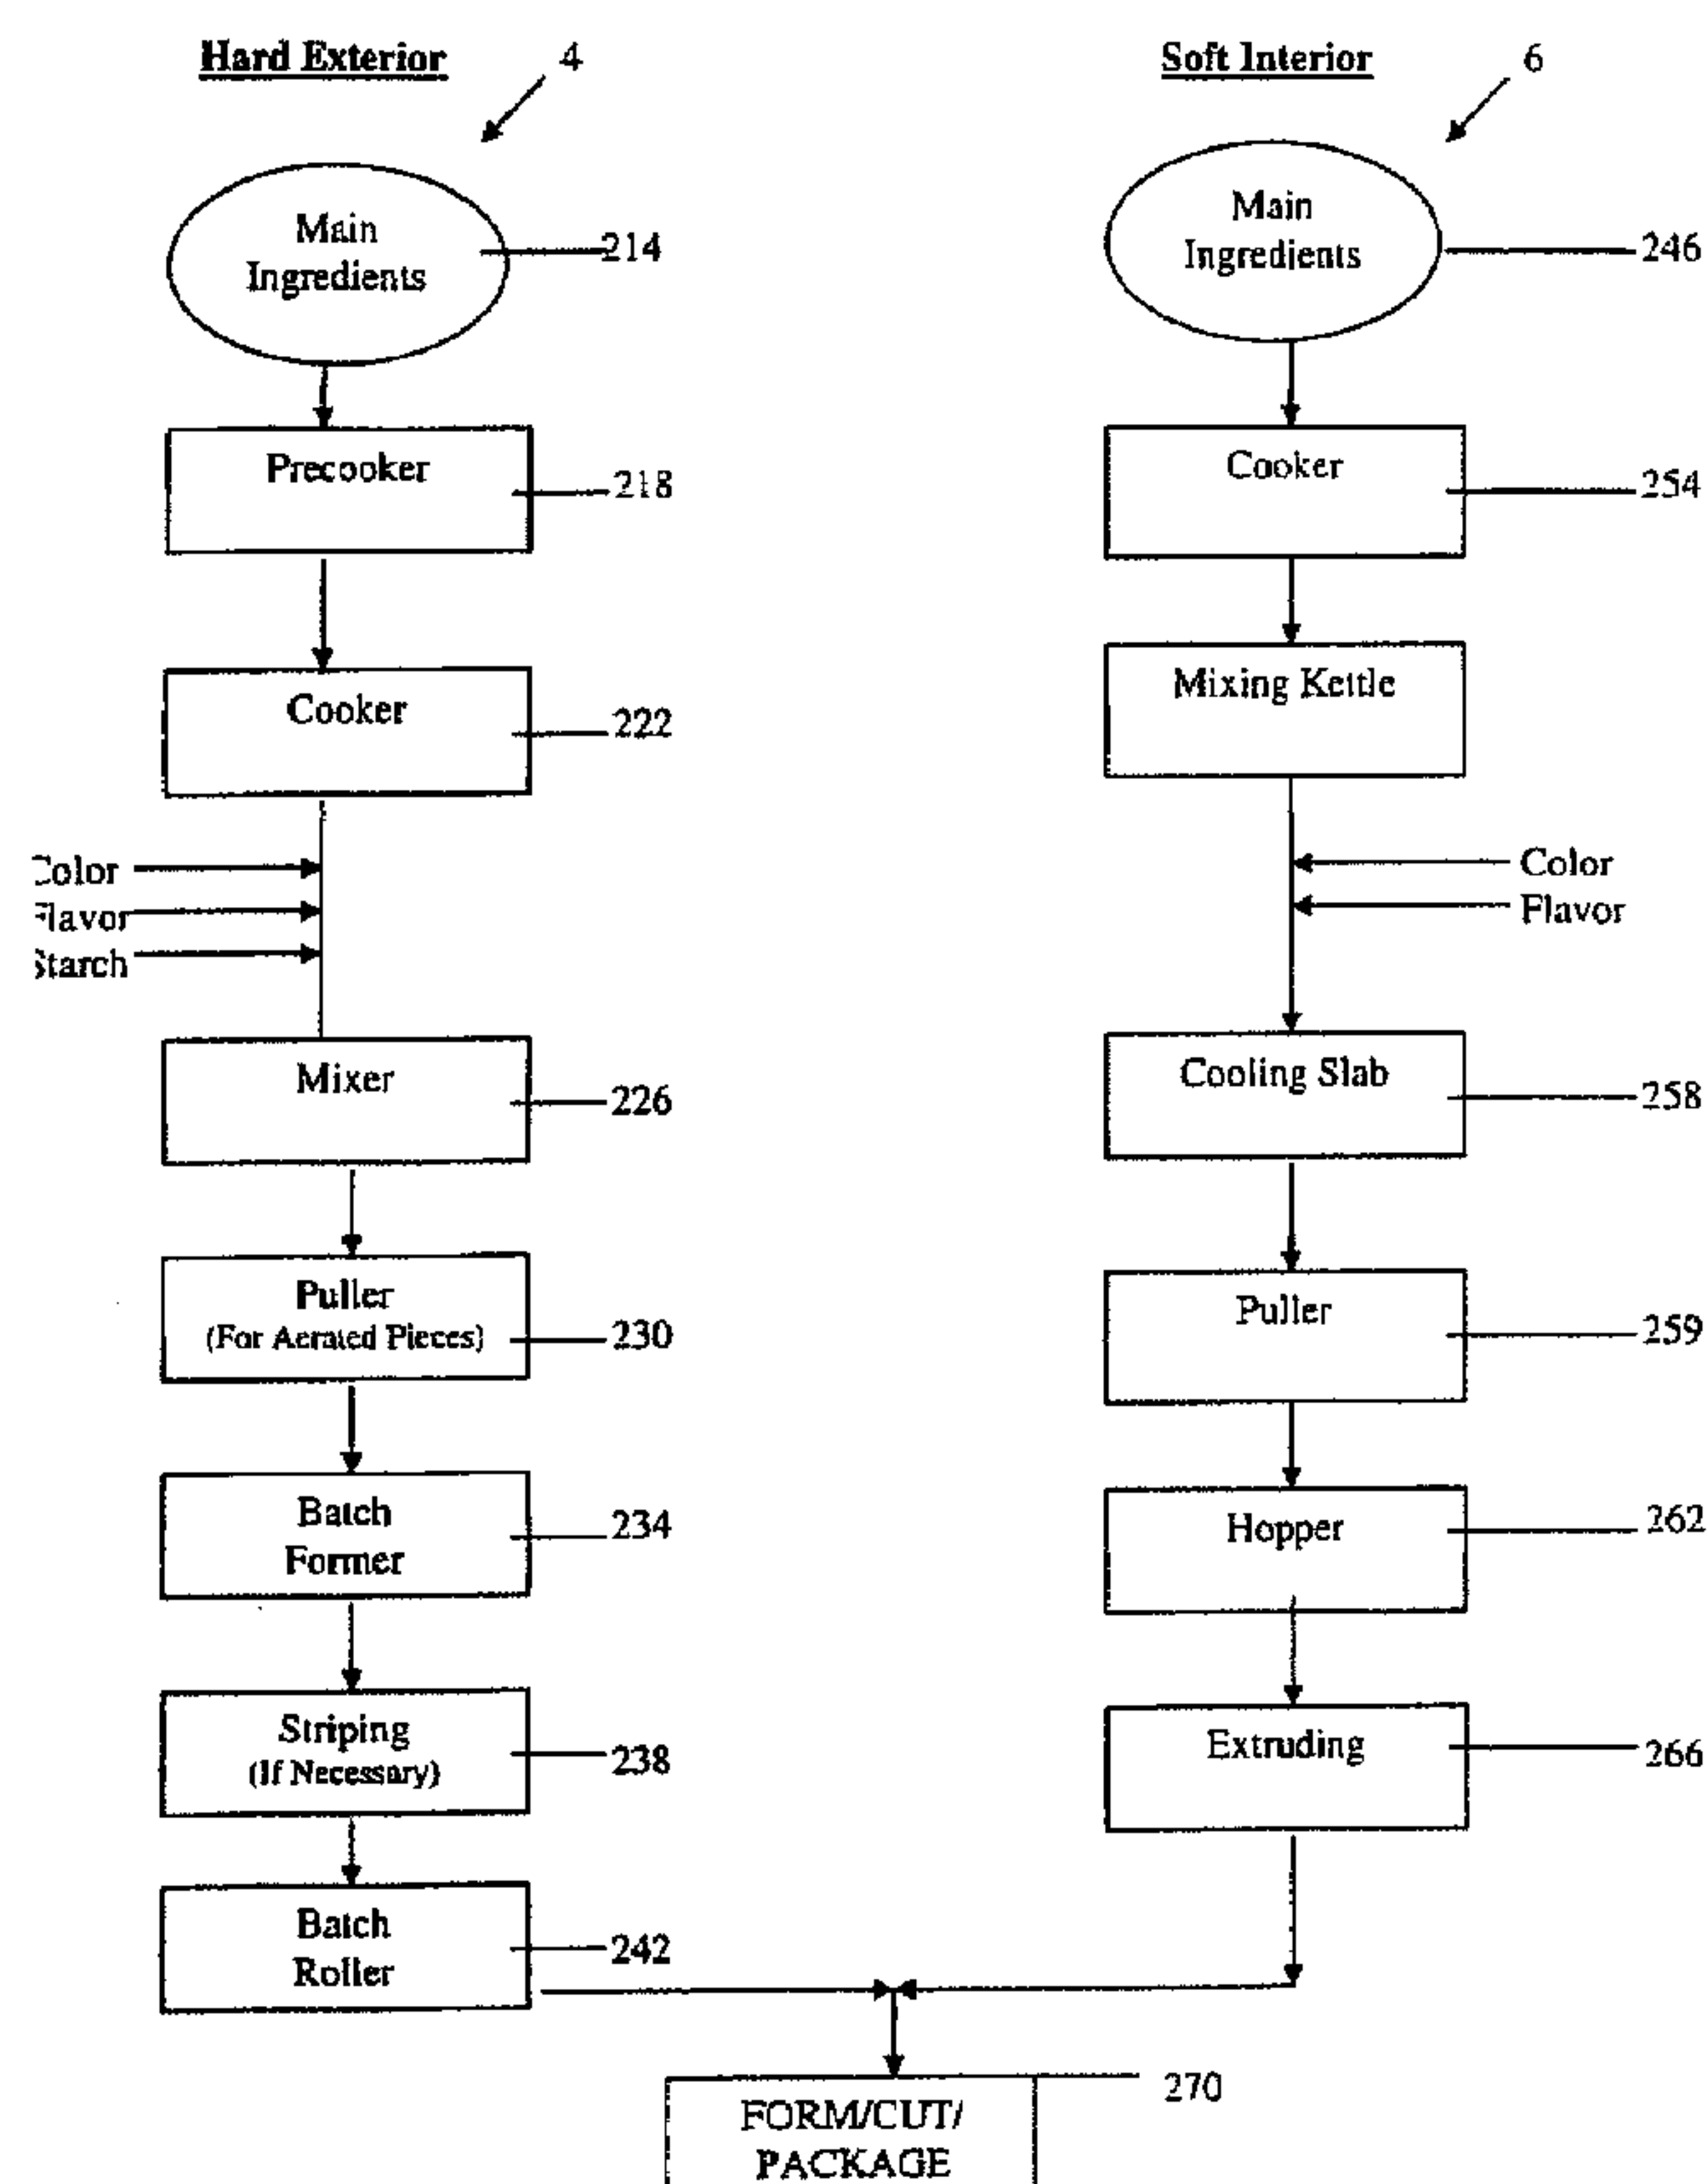 Hard Exterior
4
Main
Ingredients
214
Precooker
218
Cooker
222
Color
Flavor
Starch
Mixer
226
Puller
(For Aerated Pieces)
230
Batch
Former
234
Striping
(If Necessary)
238
Batch
Roller
242
Soft Interior
6
Main
Ingredients
246
Cooker
254
Mixing Kettle
Color
Flavor
Cooling Slab
258
Puller
259
Hopper
262
Extruding
266
FORM/CUT/
PACKAGE
270